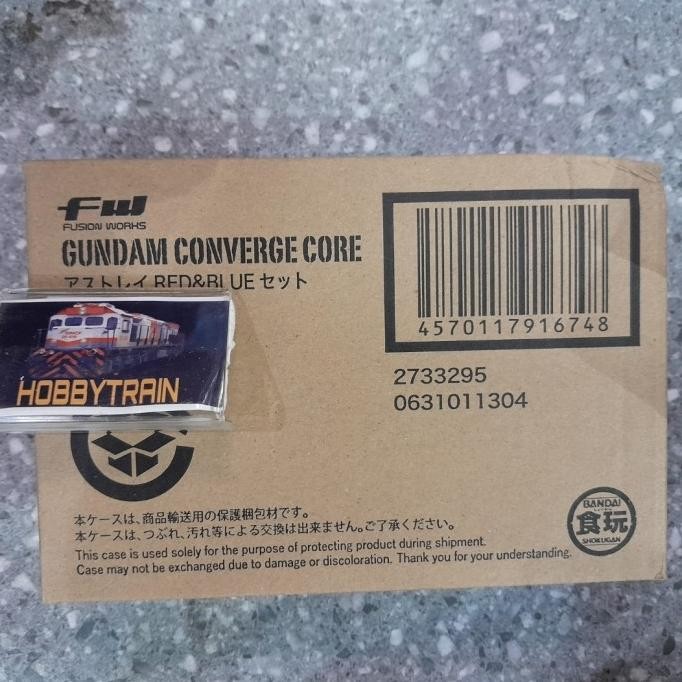 FW
FUSION WORKS
GUNDAM CONVERGE CORE
アストレイ RED&BLUE セット
4570117916748
2733295
0631011304
HOBBYTRAIN
本ケースは、商品輸送用の保護梱包材です。
本ケースは、つぶれ、汚れ等による交換は出来ません。ご了承ください。
This case is used solely for the purpose of protecting product during shipment.
Case may not be exchanged due to damage or discoloration. Thank you for your understanding.
BANDAI
食玩
SHOKUGAN